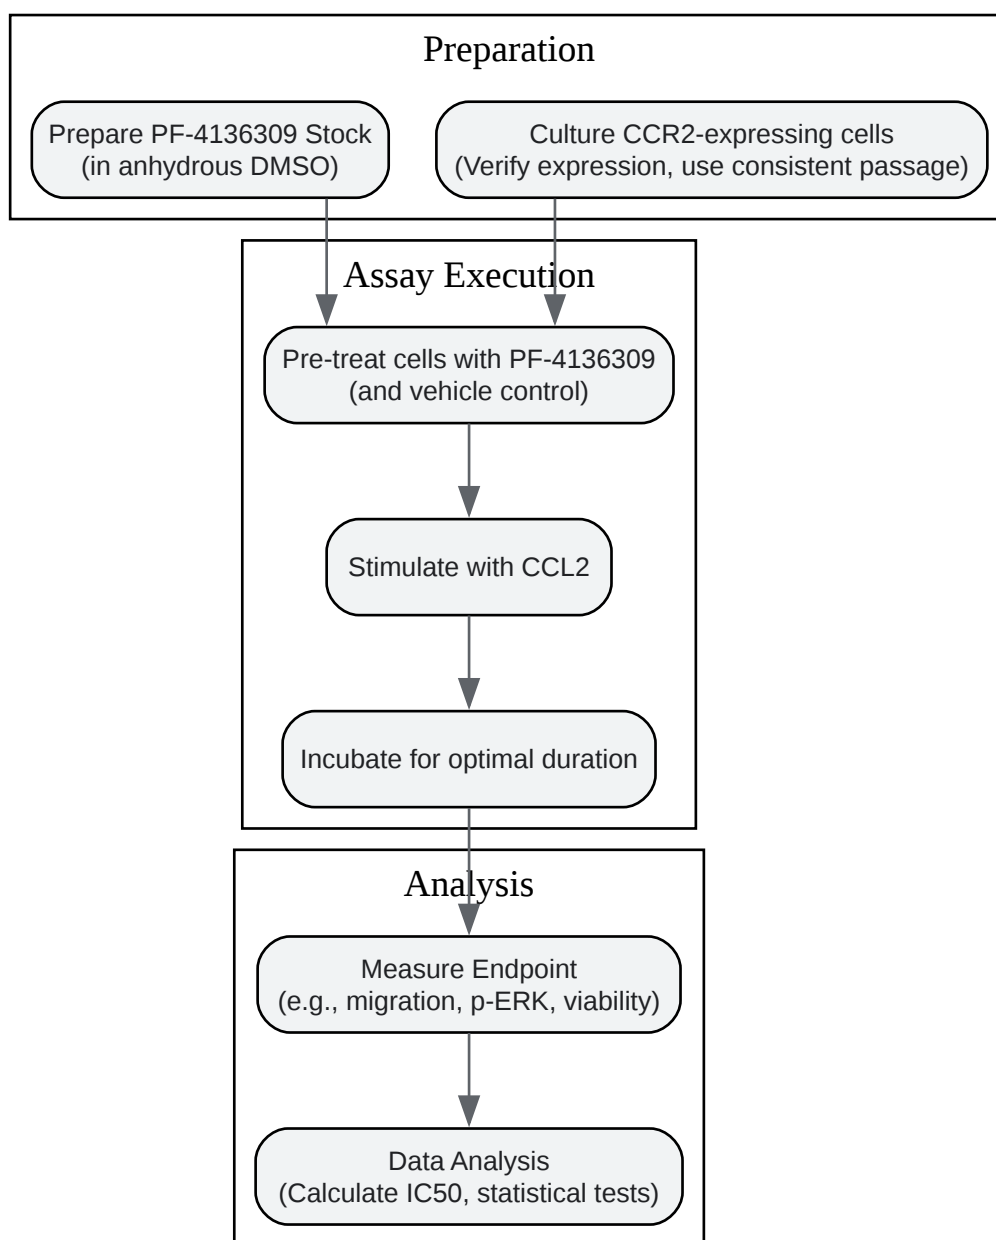 Preparation
Prepare PF-4136309 Stock
(in anhydrous DMSO)
Culture CCR2-expressing cells
(Verify expression, use consistent passage)
Assay Execution
Pre-treat cells with PF-4136309
(and vehicle control)
Stimulate with CCL2
Incubate for optimal duration
Analysis
Measure Endpoint
(e.g., migration, p-ERK, viability)
Data Analysis
(Calculate IC50, statistical tests)